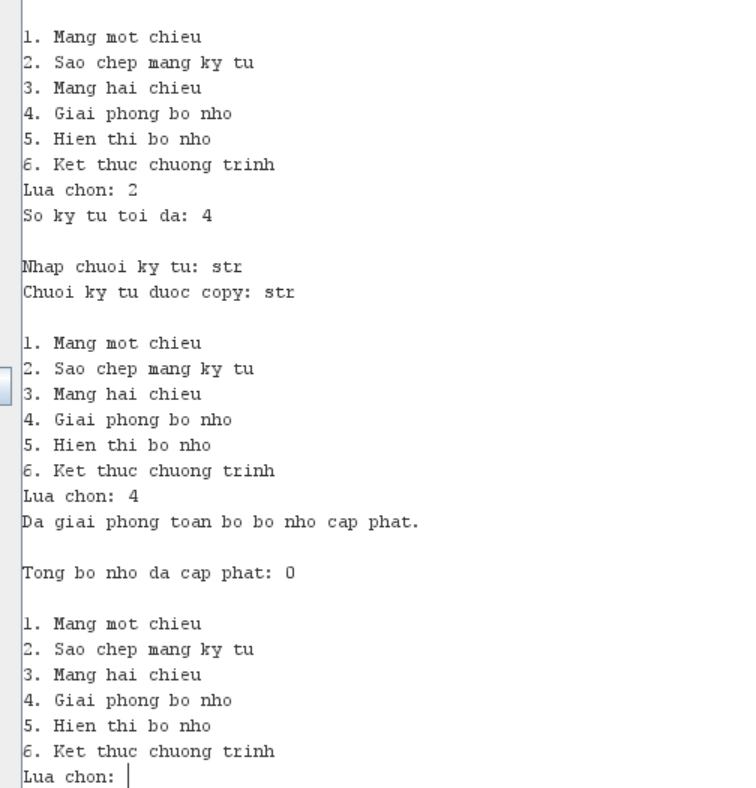 1. Mang mot chieu
2. Sao chep mang ky tu
3. Mang hai chieu
4. Giai phong bo nho
5. Hien thi bo nho
6. Ket thuc chuong trinh
Lua chon: 2
So ky tu toi da: 4
Nhap chuoi ky tu: str
Chuoi ky tu duoc copy: str
1. Mang mot chieu
2. Sao chep mang ky tu
3. Mang hai chieu
4. Giai phong bo nho
5. Hien thi bo nho
6. Ket thuc chuong trinh
Lua chon: 4
Da giai phong toan bo bo nho cap phat.
Tong bo nho da cap phat: 0
1. Mang mot chieu
2. Sao chep mang ky tu
3. Mang hai chieu
4. Giai phong bo nho
5. Hien thi bo nho
6. Ket thuc chuong trinh
Lua chon: